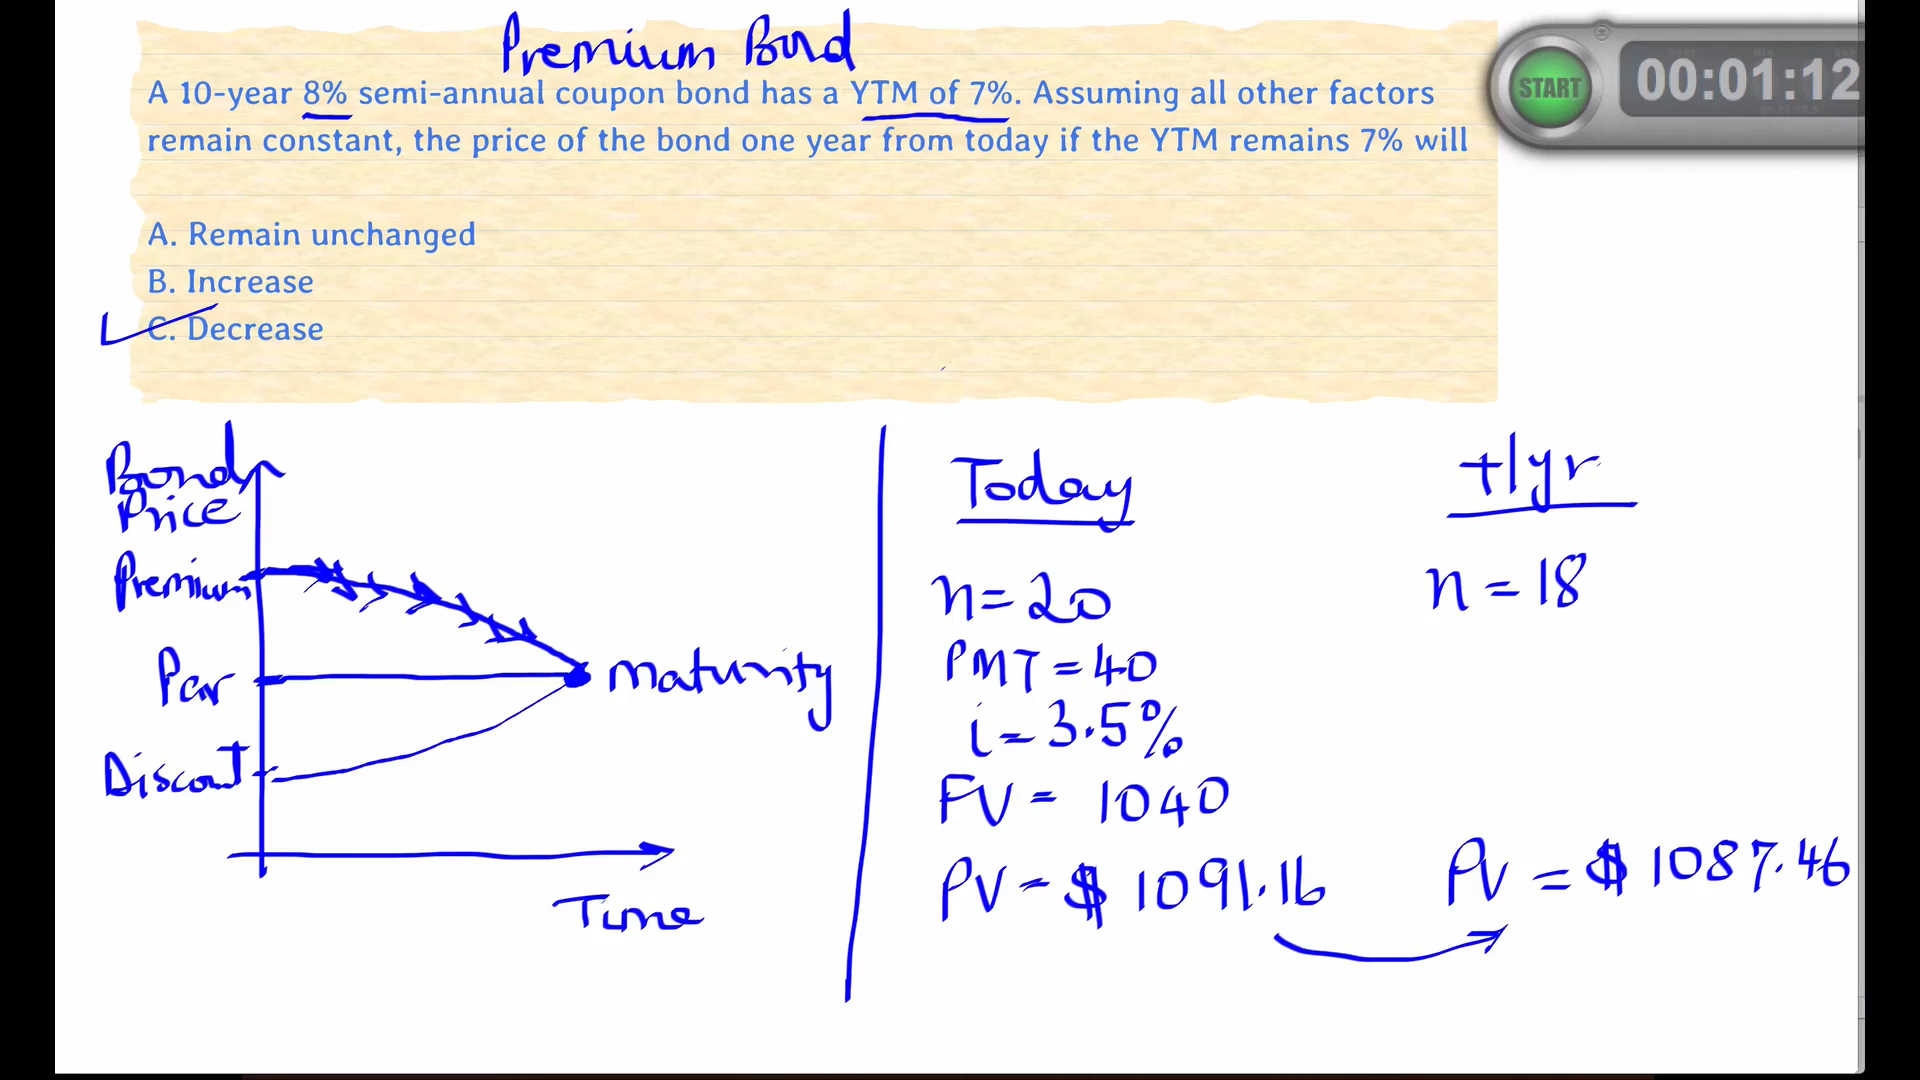 Premium Bond
A 10-year 8% semi-annual coupon bond has a YTM of 7%. Assuming all other factors
remain constant, the price of the bond one year from today if the YTM remains 7% will
A. Remain unchanged
B. Increase
C. Decrease
START
00:01:12
Bond
Price
Premium
Par
Discount
maturity
Time
Today
n=20
PMT=40
i=3.5%
FV= 1040
PV=$ 1091.16
+1yr
n=18
PV=$ 1087.46